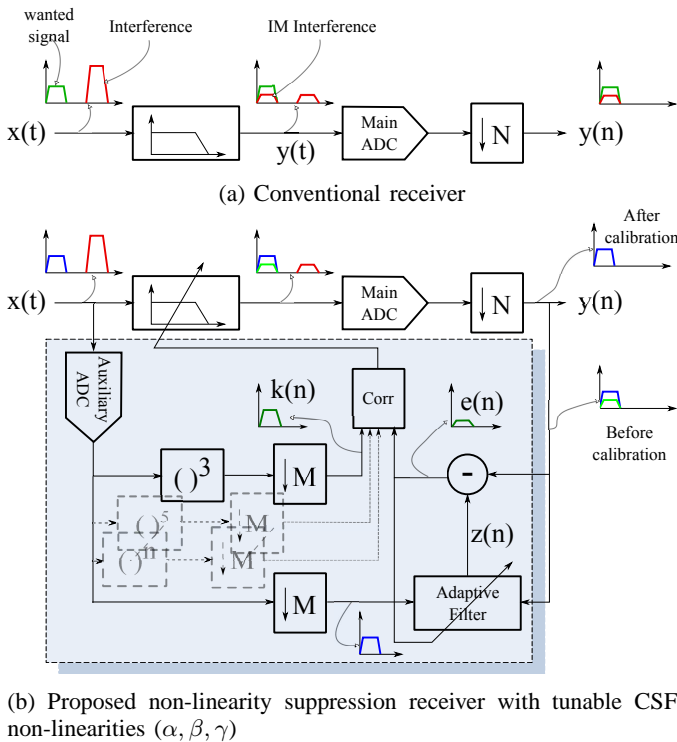 wanted
signal
Interference
IM Interference
x(t)
y(t)
Main
ADC
↓ N
y(n)
(a) Conventional receiver
After
calibration
x(t)
Main
ADC
↓ N
y(n)
Auxiliary
ADC
k(n)
Corr
e(n)
Before
calibration
( )³
↓ M
-
( )⁵
↓ M
( )ⁿ
↓ M
z(n)
↓ M
Adaptive
Filter
(b) Proposed non-linearity suppression receiver with tunable CSF
non-linearities (α, β, γ)